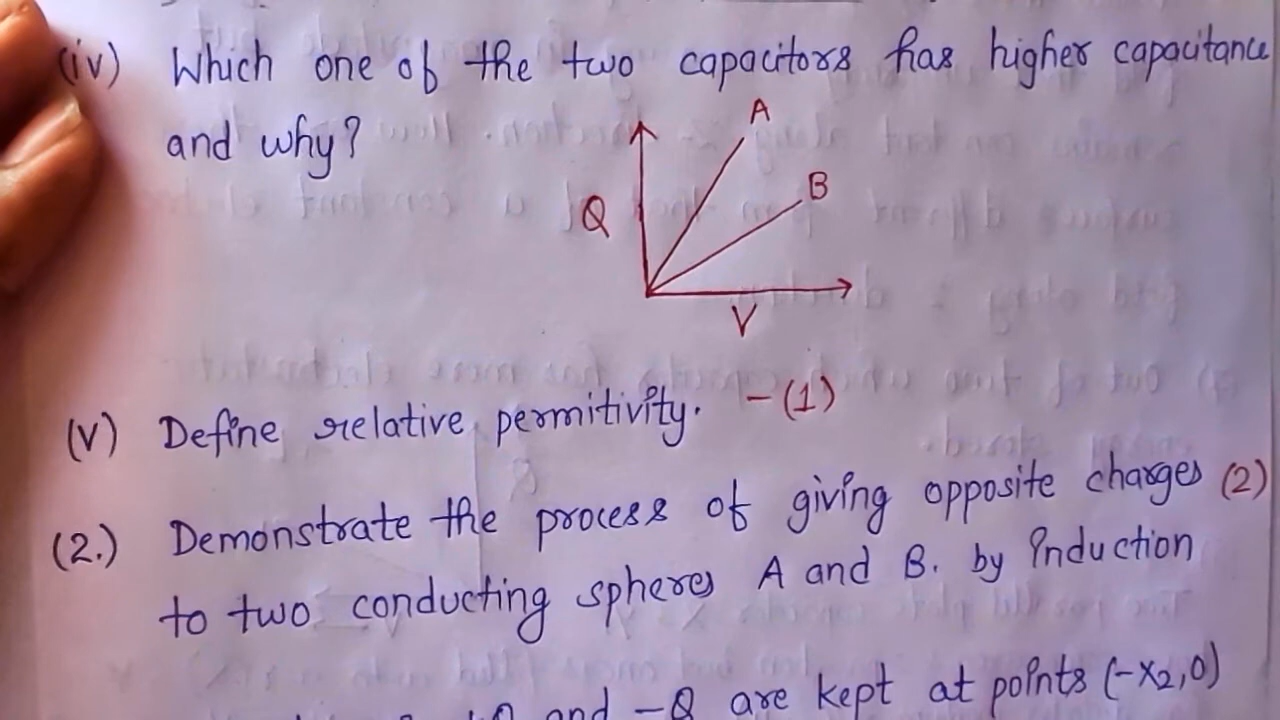 (iv) Which one of the two capacitors has higher capacitance
and why?
A
B
Q
V
(V) Define relative permitivity. -(1)
(2.) Demonstrate the process of giving opposite charges (2)
to two conducting spheres A and B. by induction
and -Q are kept at points (-x2,0)